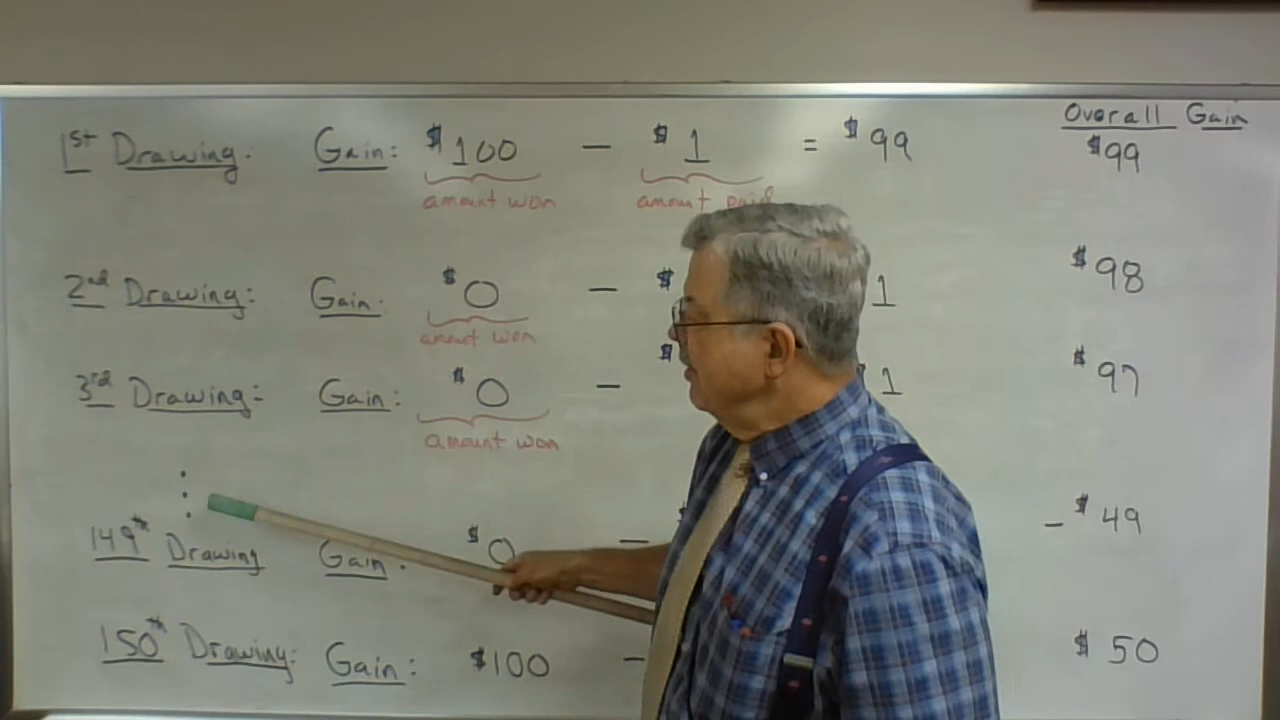 Overall Gain
1st Drawing: Gain: $100 – $1 = $99 $99
amount won amount paid
2nd Drawing: Gain: $0 – $ 1 $98
amount won
3rd Drawing: Gain: $0 – $ 1 $97
amount won
149th Drawing Gain: $0 – $ – $49
150th Drawing: Gain: $100 – $50